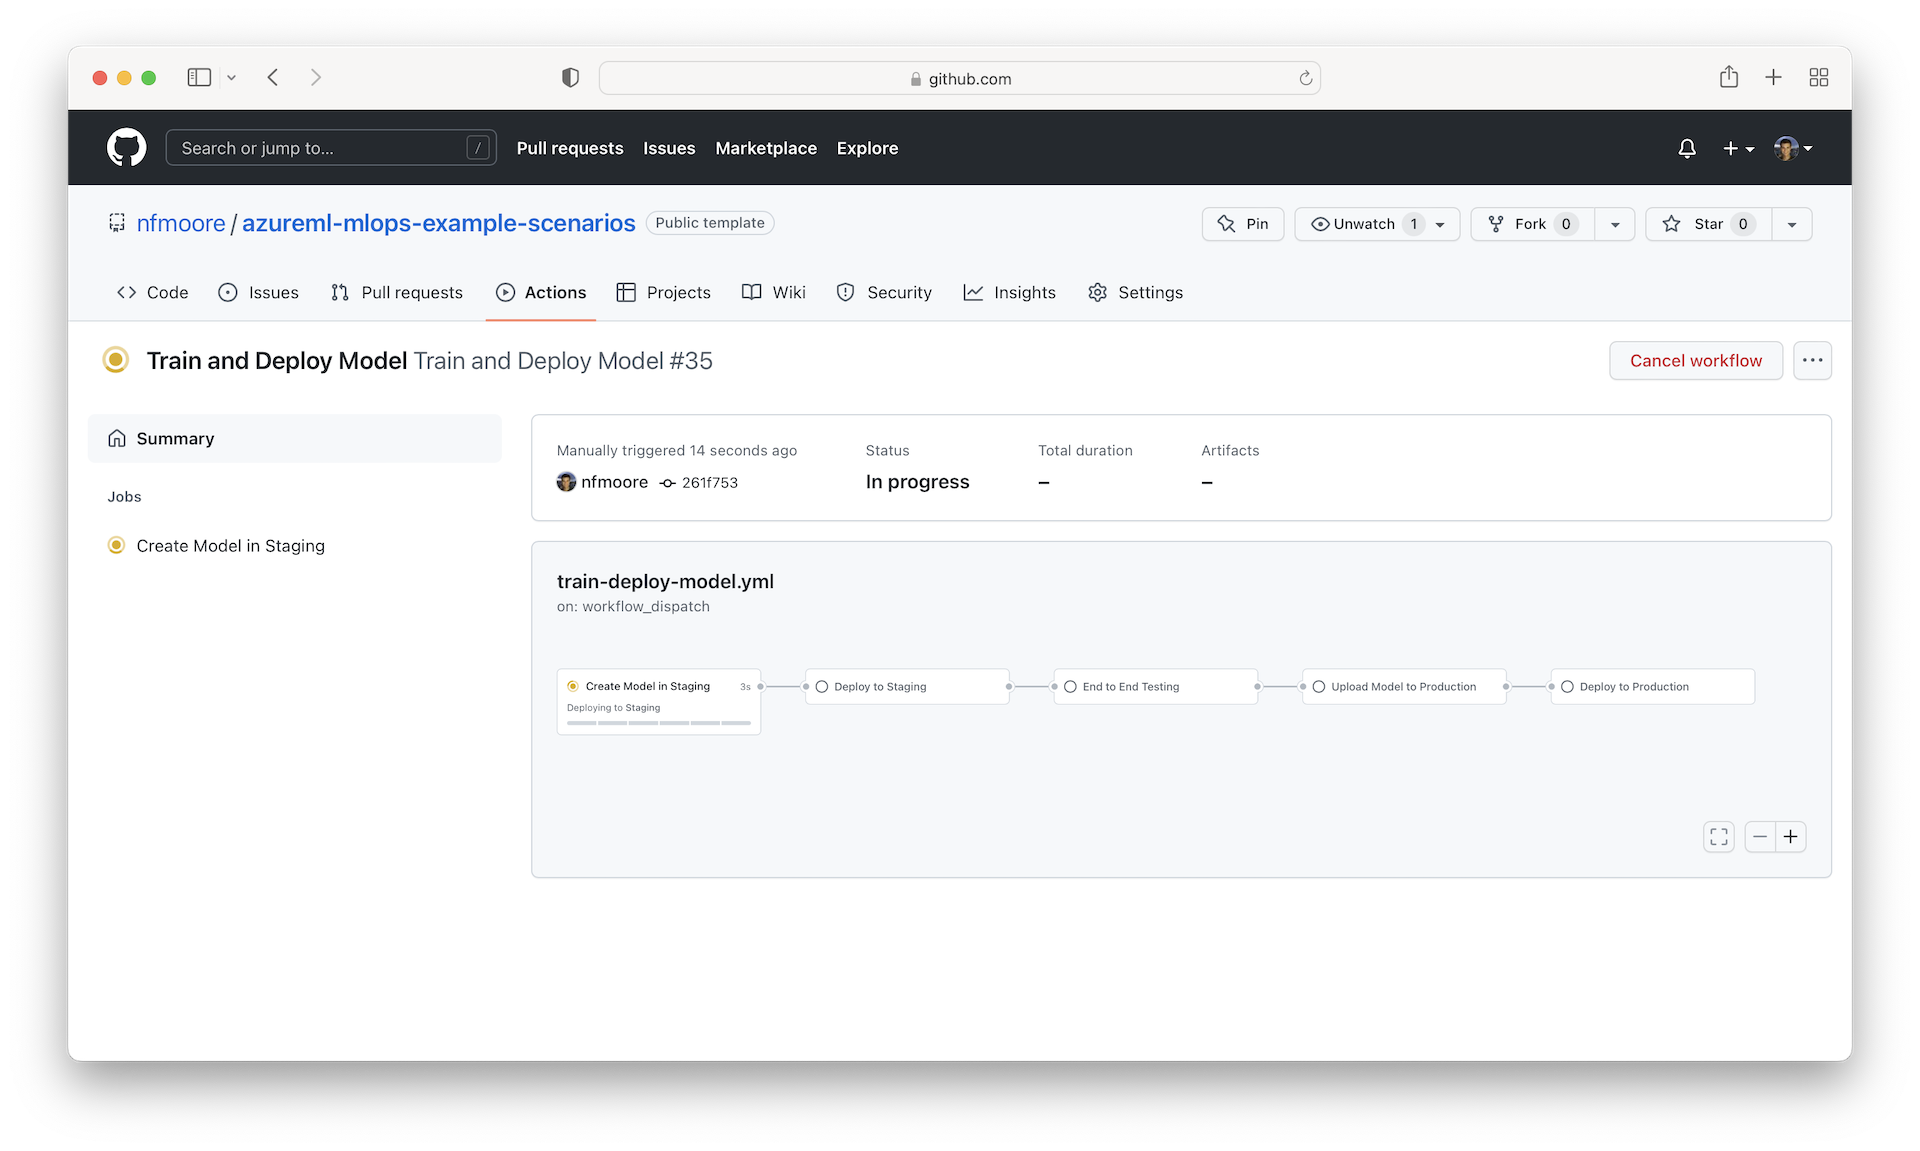 github.com
Search or jump to... / Pull requests Issues Marketplace Explore
nfmoore / azureml-mlops-example-scenarios Public template Pin Unwatch 1 Fork 0 Star 0
Code Issues Pull requests Actions Projects Wiki Security Insights Settings
Train and Deploy Model Train and Deploy Model #35 Cancel workflow ...
Summary
Jobs
Create Model in Staging
Manually triggered 14 seconds ago Status Total duration Artifacts
nfmoore 261f753 In progress – –
train-deploy-model.yml
on: workflow_dispatch
Create Model in Staging 3s Deploy to Staging End to End Testing Upload Model to Production Deploy to Production
Deploying to Staging